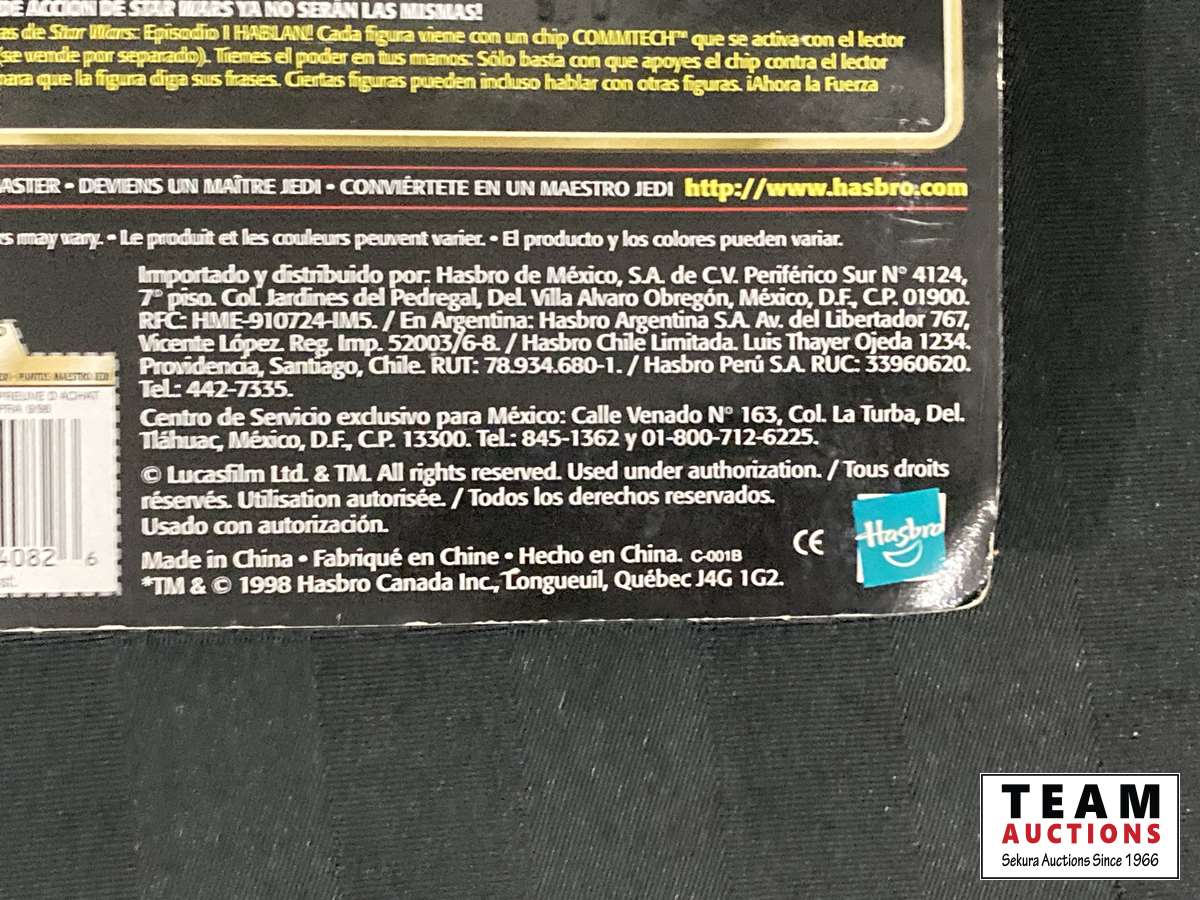 DE ACCIÓN DE STAR WARS YA NO SERÁN LAS MISMAS!
as de Star Wars: Episodio I HABLAN! Cada figura viene con un chip COMMTECH™ que se activa con el lector
(se vende por separado). Tienes el poder en tus manos: Sólo basta con que apoyes el chip contra el lector
para que la figura diga sus frases. Ciertas figuras pueden incluso hablar con otras figuras. ¡Ahora la Fuerza
ASTER • DEVIENS UN MAÎTRE JEDI • CONVIÉRTETE EN UN MAESTRO JEDI http://www.hasbro.com
rs may vary. • Le produit et les couleurs peuvent varier. • El producto y los colores pueden variar.
Importado y distribuido por: Hasbro de México, S.A. de C.V. Periférico Sur N° 4124,
7° piso. Col. Jardines del Pedregal, Del. Villa Alvaro Obregón, México, D.F., C.P. 01900.
RFC: HME-910724-IM5. / En Argentina: Hasbro Argentina S.A. Av. del Libertador 767,
Vicente López. Reg. Imp. 52003/6-8. / Hasbro Chile Limitada. Luis Thayer Ojeda 1234.
Providencia, Santiago, Chile. RUT: 78.934.680-1. / Hasbro Perú S.A. RUC: 33960620.
Tel.: 442-7335.
Centro de Servicio exclusivo para México: Calle Venado N° 163, Col. La Turba, Del.
Tláhuac, México, D.F., C.P. 13300. Tel.: 845-1362 y 01-800-712-6225.
© Lucasfilm Ltd. & TM. All rights reserved. Used under authorization. / Tous droits
réservés. Utilisation autorisée. / Todos los derechos reservados.
Usado con autorización.
Made in China • Fabriqué en Chine • Hecho en China. C-001B
*TM & © 1998 Hasbro Canada Inc., Longueuil, Québec J4G 1G2.
CE
Hasbro
MAESTRO JEDI
PREUVE D'ACHAT
4082 6
st.
TEAM
AUCTIONS
Sekura Auctions Since 1966